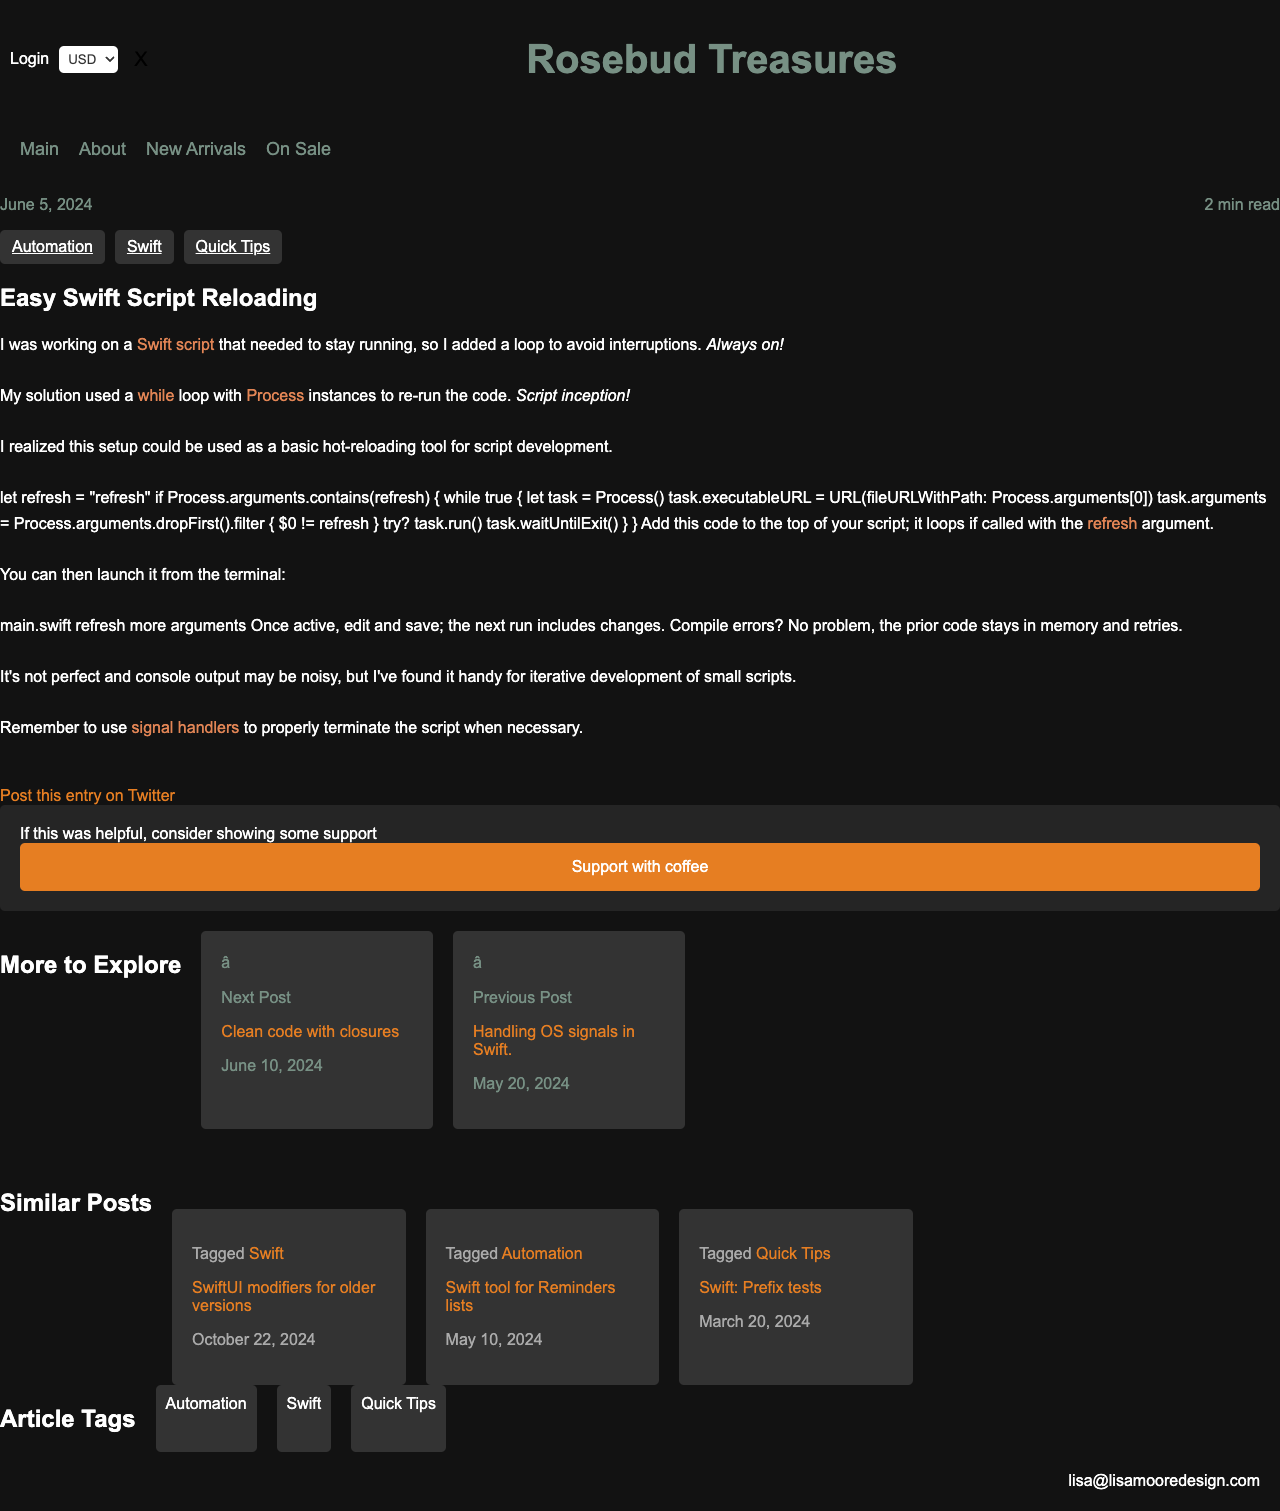 Login USD X
Rosebud Treasures
Main About New Arrivals On Sale
June 5, 2024
2 min read
Automation Swift Quick Tips
Easy Swift Script Reloading
I was working on a Swift script that needed to stay running, so I added a loop to avoid interruptions. Always on!
My solution used a while loop with Process instances to re-run the code. Script inception!
I realized this setup could be used as a basic hot-reloading tool for script development.
let refresh = "refresh" if Process.arguments.contains(refresh) { while true { let task = Process() task.executableURL = URL(fileURLWithPath: Process.arguments[0]) task.arguments
= Process.arguments.dropFirst().filter { $0 != refresh } try? task.run() task.waitUntilExit() } } Add this code to the top of your script; it loops if called with the refresh argument.
You can then launch it from the terminal:
main.swift refresh more arguments Once active, edit and save; the next run includes changes. Compile errors? No problem, the prior code stays in memory and retries.
It's not perfect and console output may be noisy, but I've found it handy for iterative development of small scripts.
Remember to use signal handlers to properly terminate the script when necessary.
Post this entry on Twitter
If this was helpful, consider showing some support
Support with coffee
More to Explore
â
Next Post
Clean code with closures
June 10, 2024
â
Previous Post
Handling OS signals in
Swift.
May 20, 2024
Similar Posts
Tagged Swift
SwiftUI modifiers for older
versions
October 22, 2024
Tagged Automation
Swift tool for Reminders
lists
May 10, 2024
Tagged Quick Tips
Swift: Prefix tests
March 20, 2024
Article Tags
Automation
Swift
Quick Tips
lisa@lisamooredesign.com